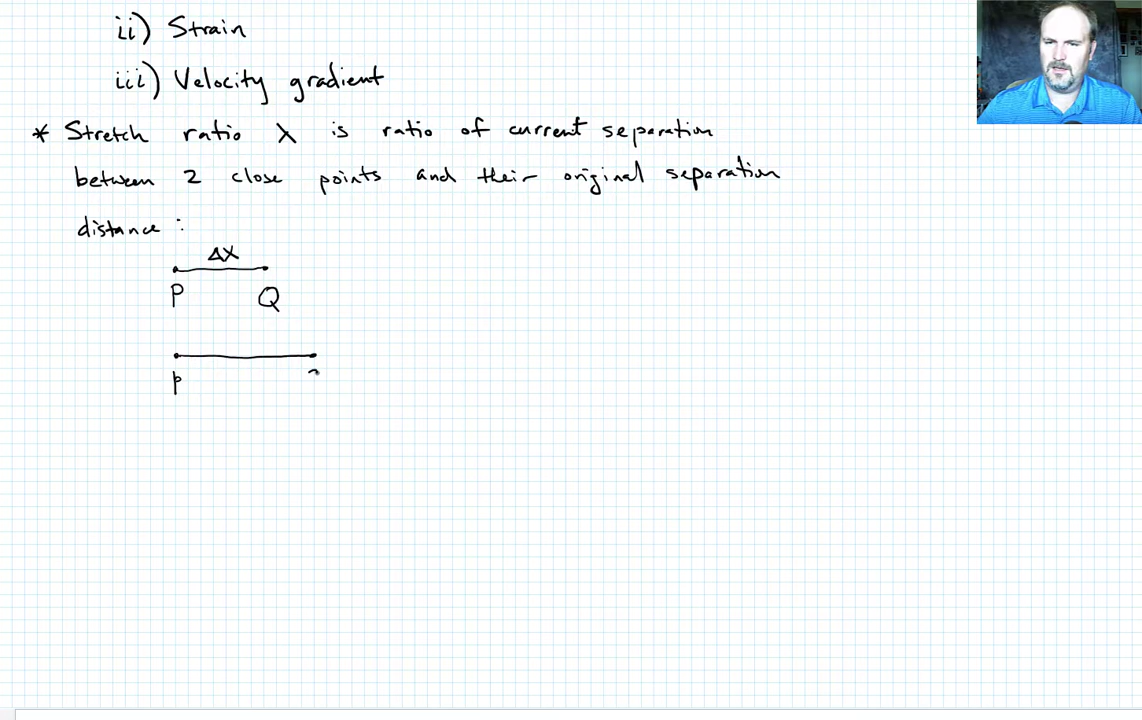 ii) Strain
iii) Velocity gradient
* Stretch ratio λ is ratio of current separation
between 2 close points and their original separation
distance :
ΔX
P Q
p